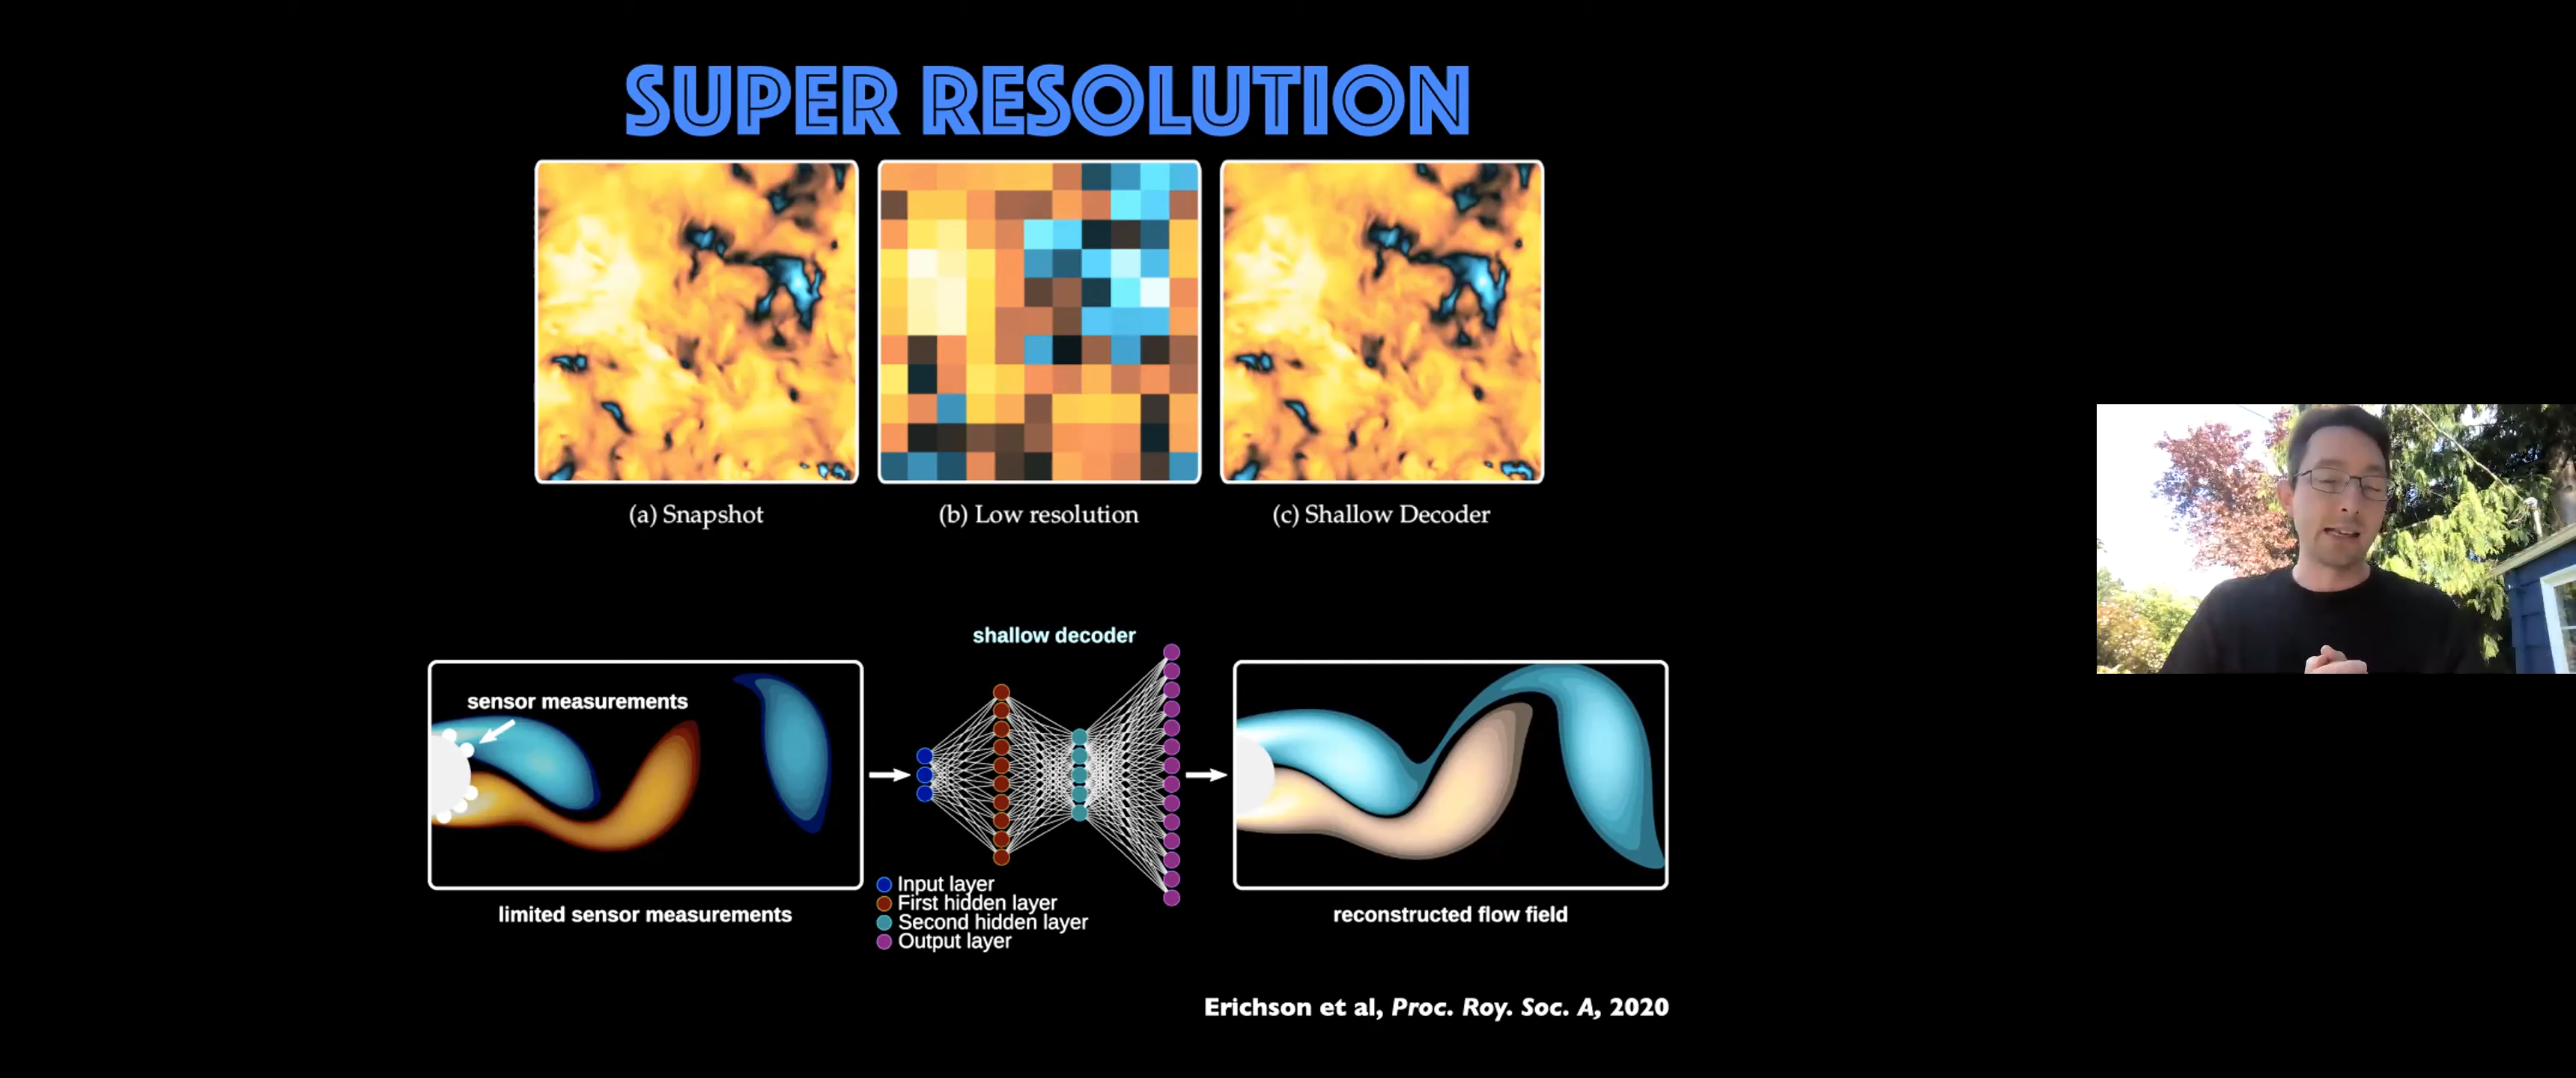 SUPER RESOLUTION
(a) Snapshot
(b) Low resolution
(c) Shallow Decoder
shallow decoder
sensor measurements
Input layer
First hidden layer
Second hidden layer
Output layer
limited sensor measurements
reconstructed flow field
Erichson et al, Proc. Roy. Soc. A, 2020